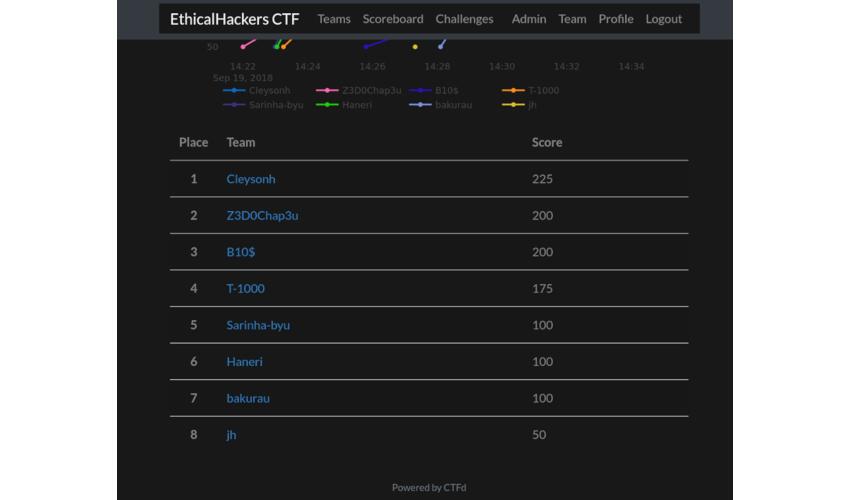 EthicalHackers CTF Teams Scoreboard Challenges Admin Team Profile Logout
50
14:22 14:24 14:26 14:28 14:30 14:32 14:34
Sep 19, 2018
Cleysonh Z3D0Chap3u B10$ T-1000
Sarinha-byu Haneri bakurau jh
Place Team Score
1 Cleysonh 225
2 Z3D0Chap3u 200
3 B10$ 200
4 T-1000 175
5 Sarinha-byu 100
6 Haneri 100
7 bakurau 100
8 jh 50
Powered by CTFd